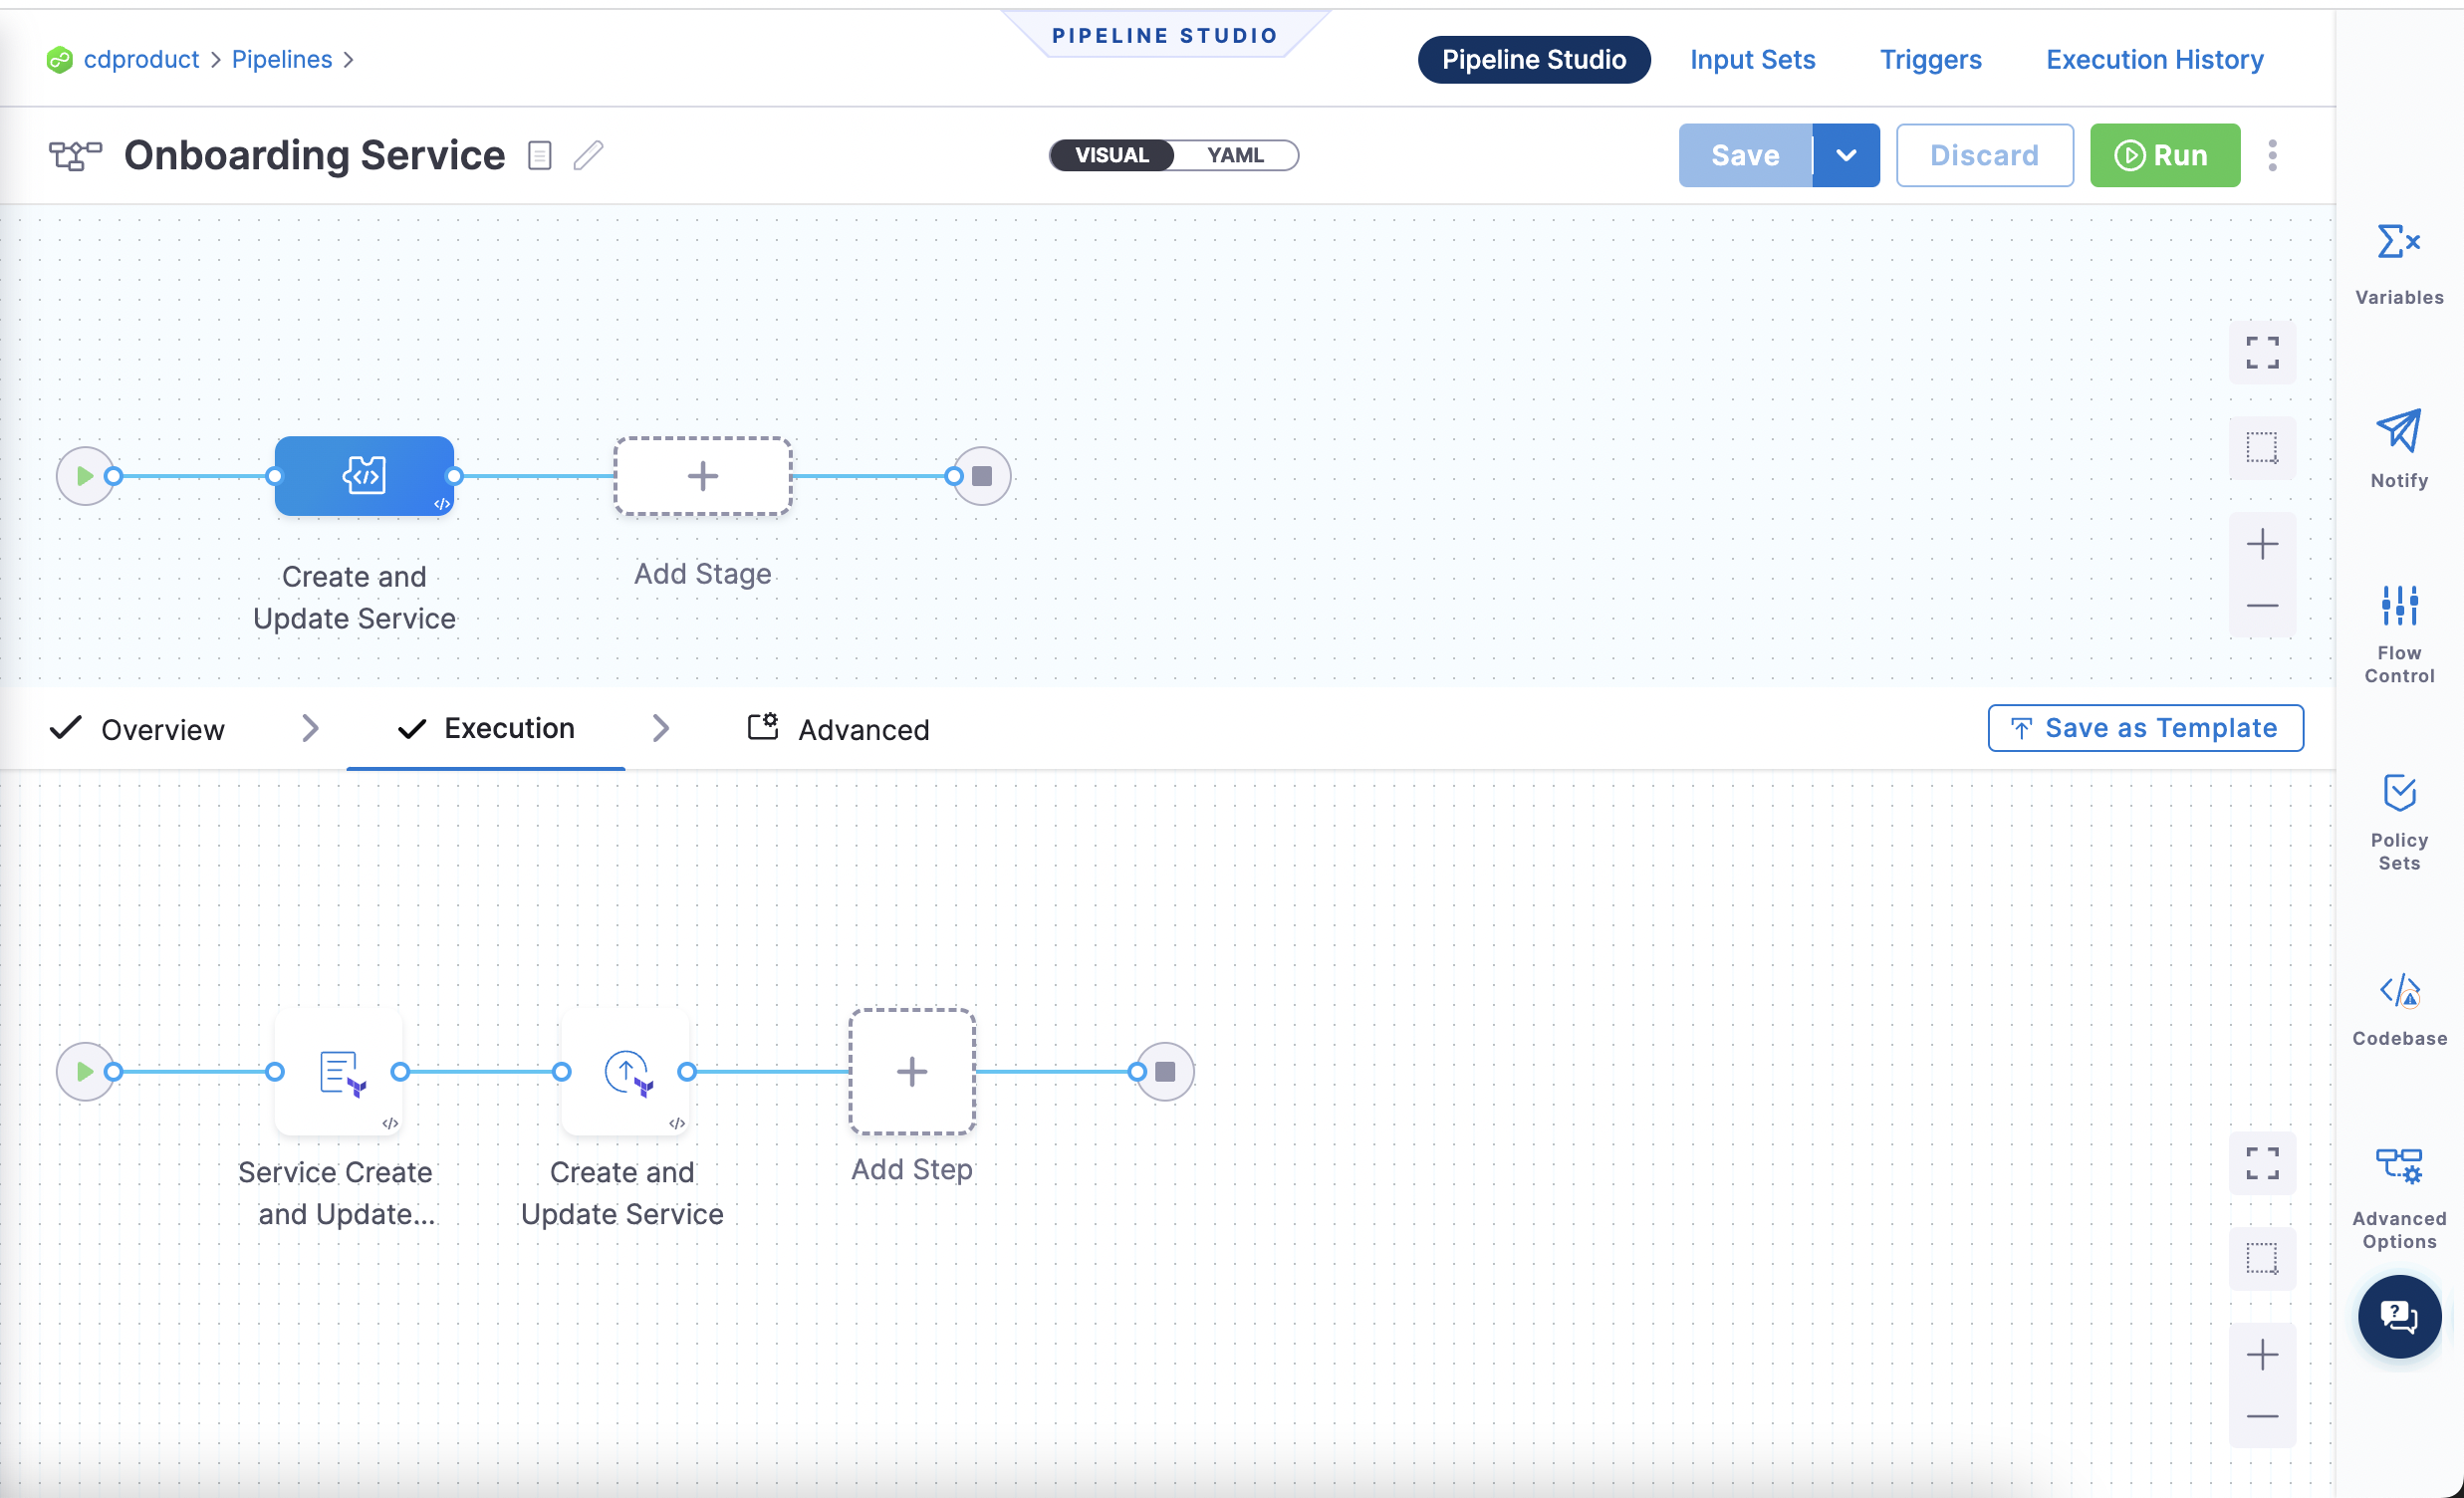 PIPELINE STUDIO
cdproduct > Pipelines >
Pipeline Studio
Input Sets
Triggers
Execution History
Onboarding Service
VISUAL
YAML
Save
Discard
Run
Variables
Notify
Flow
Control
Policy
Sets
Codebase
Advanced
Options
</>
Create and
Update Service
Add Stage
Overview
Execution
Advanced
Save as Template
</>
</>
Service Create
and Update...
Create and
Update Service
Add Step